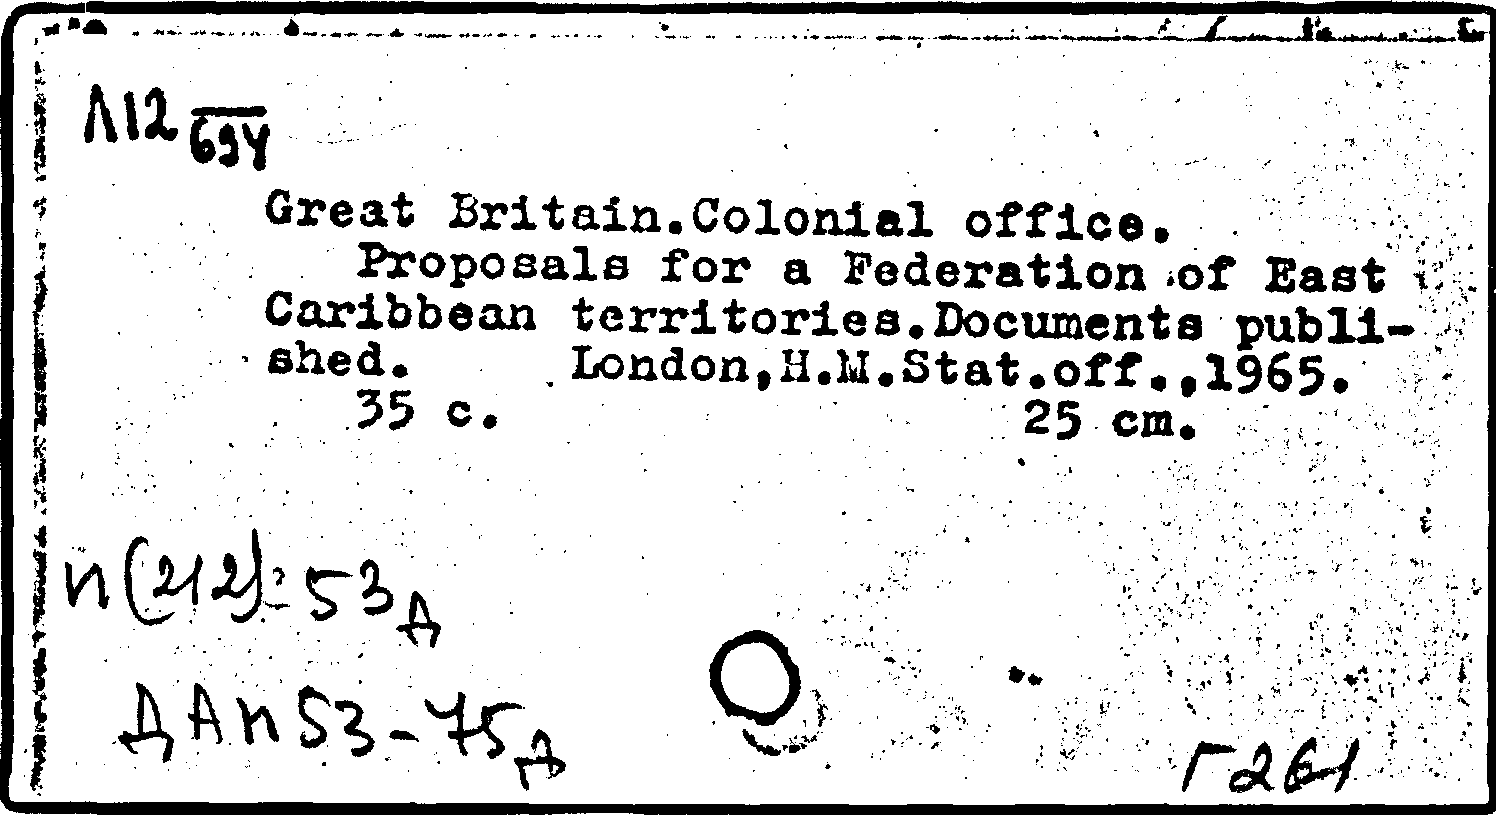 Л12 694
Great Britain.Colonial office.
Proposals for a Federation of East
Caribbean territories.Documents publi-
shed. London,H.M.Stat.off.,1965.
35 c. 25 cm.
И(212):53д
ДАИ53-75д
Г261